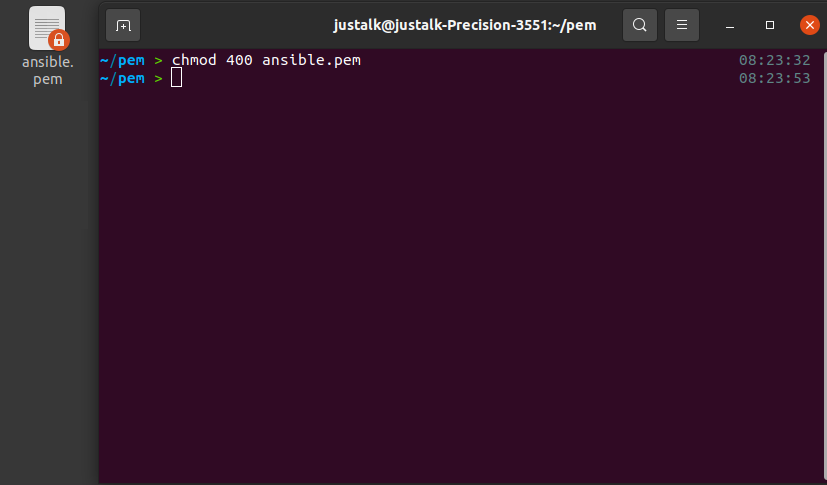 ansible.
pem
justalk@justalk-Precision-3551:~/pem
~/pem > chmod 400 ansible.pem 08:23:32
~/pem > 08:23:53